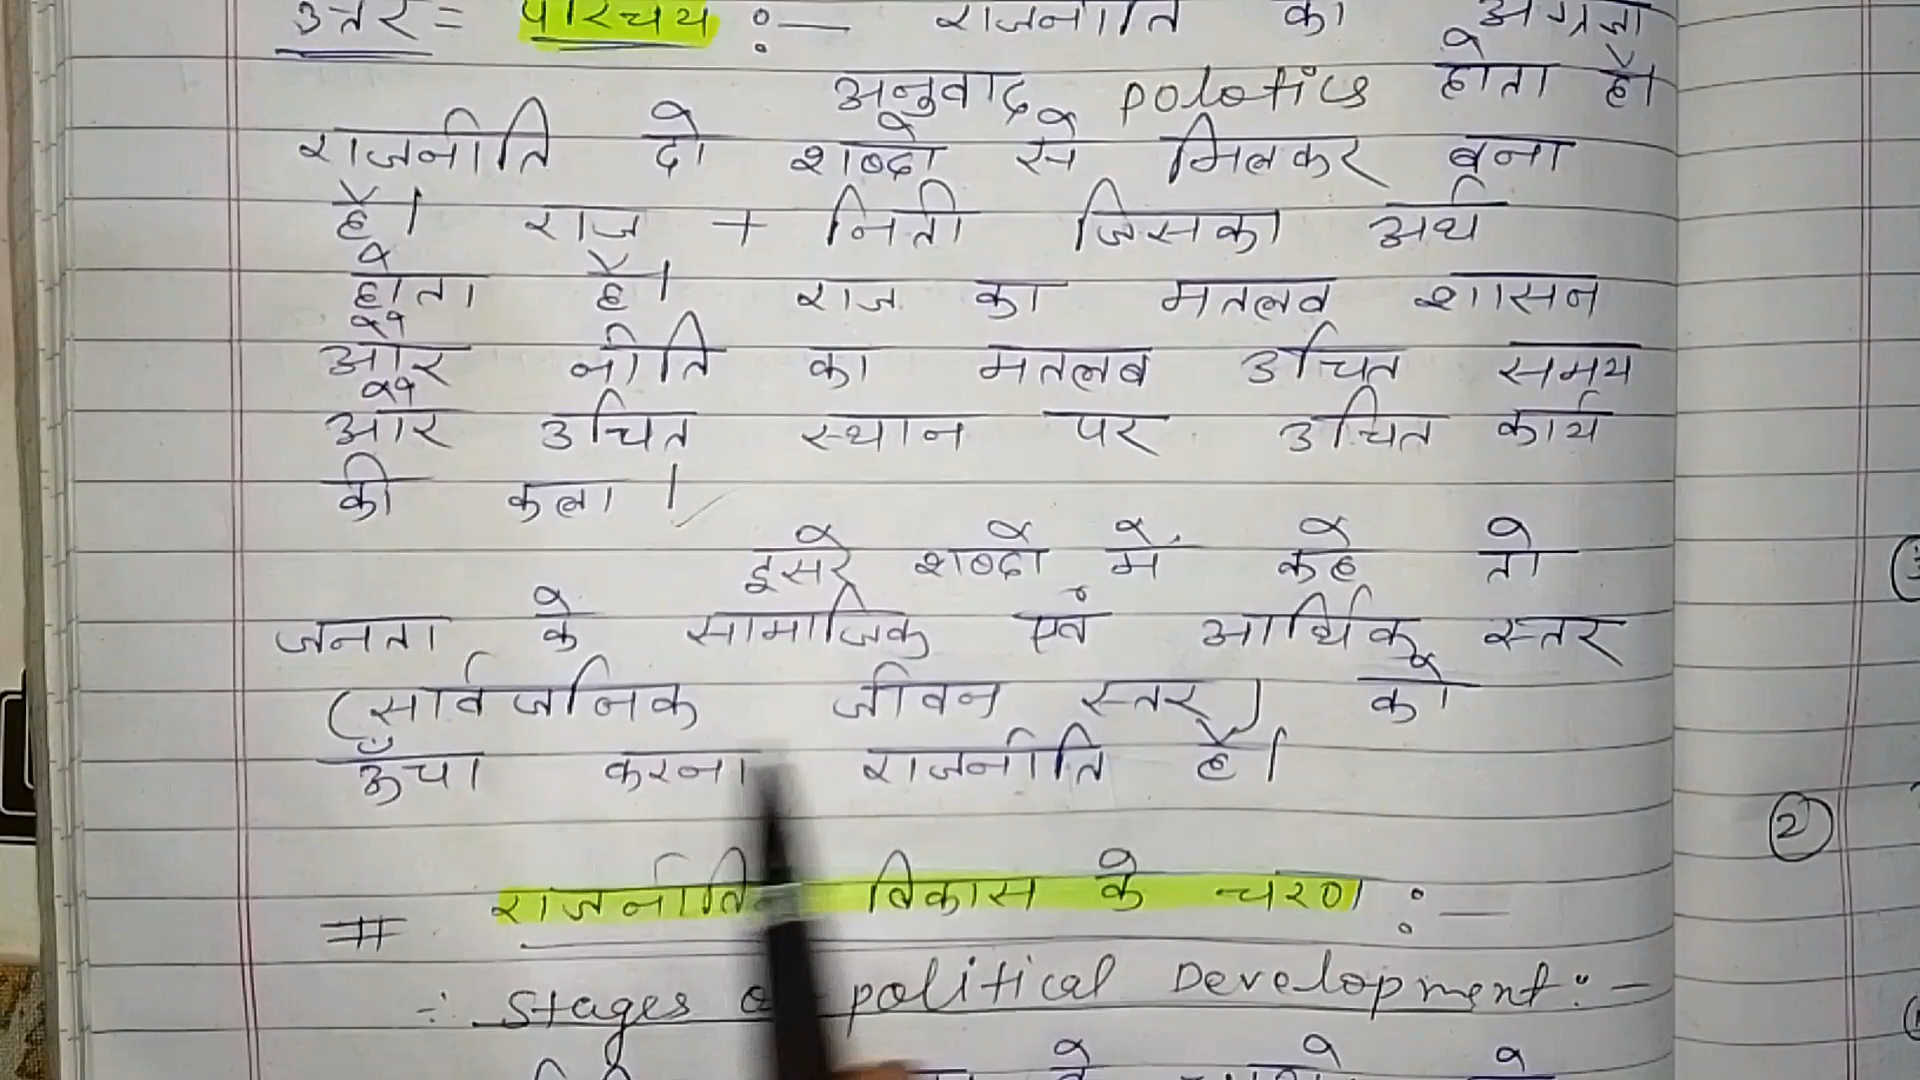 उत्तर = परिचय :— राजनीति का अंग्रेजी
अनुवाद polotics होता है।
राजनीति दो शब्दो से मिलकर बना
है। राज + निती जिसका अर्थ
होता है। राज का मतलव शासन
और नीति का मतलब उचित समय
और उचित स्थान पर उचित कार्य
की कला।
दुसरे शब्दो में कहे तो
जनता के सामाजिक एवं आर्थिक स्तर
(सार्वजनिक जीवन स्तर) को
ऊँचा करना राजनीति है।
# विकास के चरण :—
÷ Stages political Development :—
2